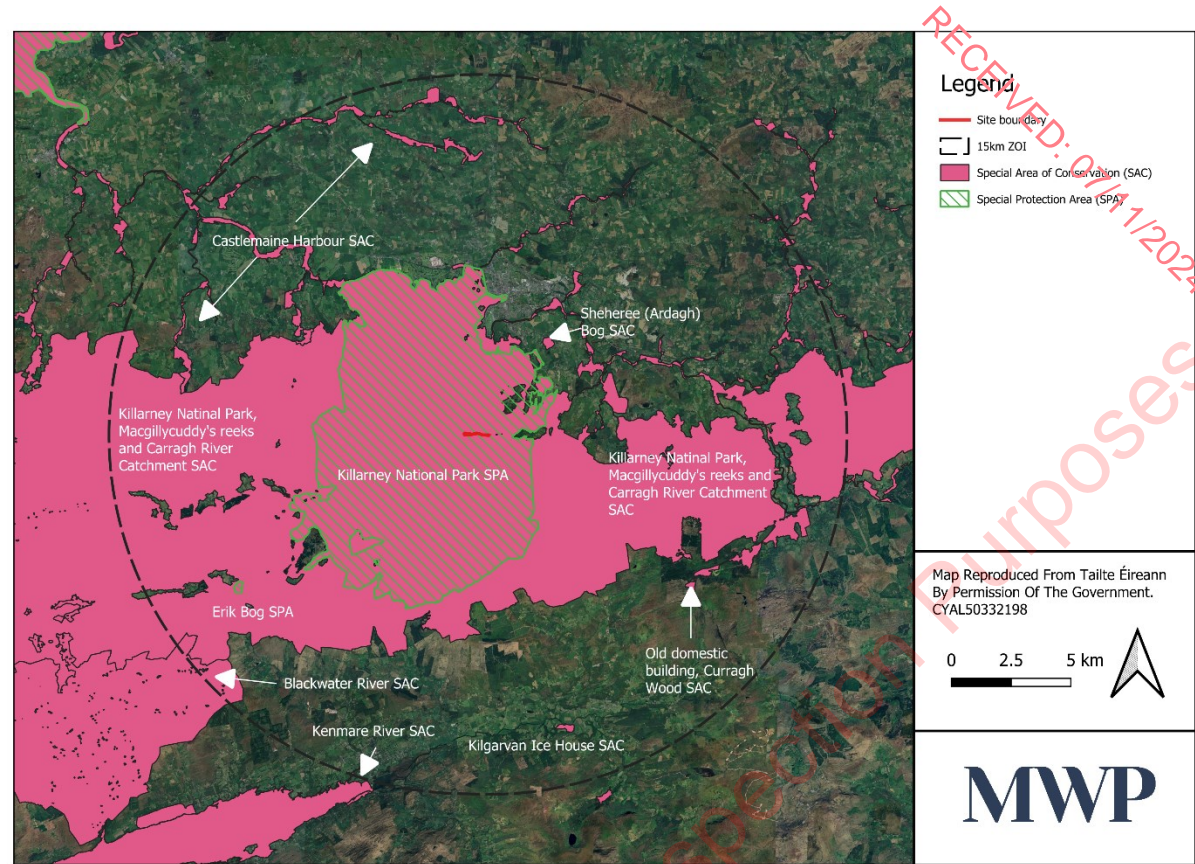 Castlemaine Harbour SAC
Sheheree (Ardagh)
Bog SAC
Killarney Natinal Park,
Macgillycuddy's reeks
and Carragh River
Catchment SAC
Killarney National Park SPA
Killarney Natinal Park,
Macgillycuddy's reeks and
Carragh River Catchment
SAC
Erik Bog SPA
Blackwater River SAC
Old domestic
building, Curragh
Wood SAC
Kenmare River SAC
Kilgarvan Ice House SAC
Legend
Site boundary
15km ZOI
Special Area of Conservation (SAC)
Special Protection Area (SPA)
RECEIVED: 07/11/2024
Map Reproduced From Tailte Éireann
By Permission Of The Government.
CYAL50332198
0 2.5 5 km
MWP
Purposes